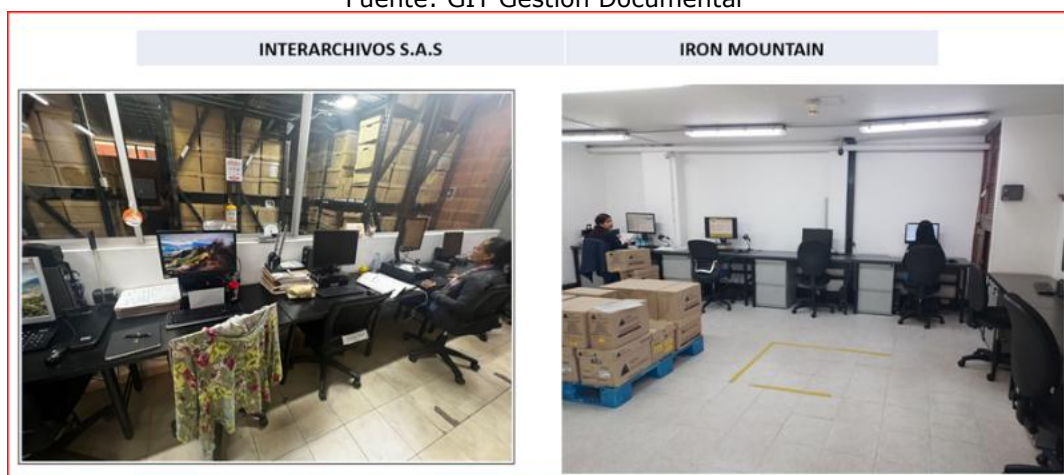 Fuente: GIT Gestión Documental
INTERARCHIVOS S.A.S
IRON MOUNTAIN